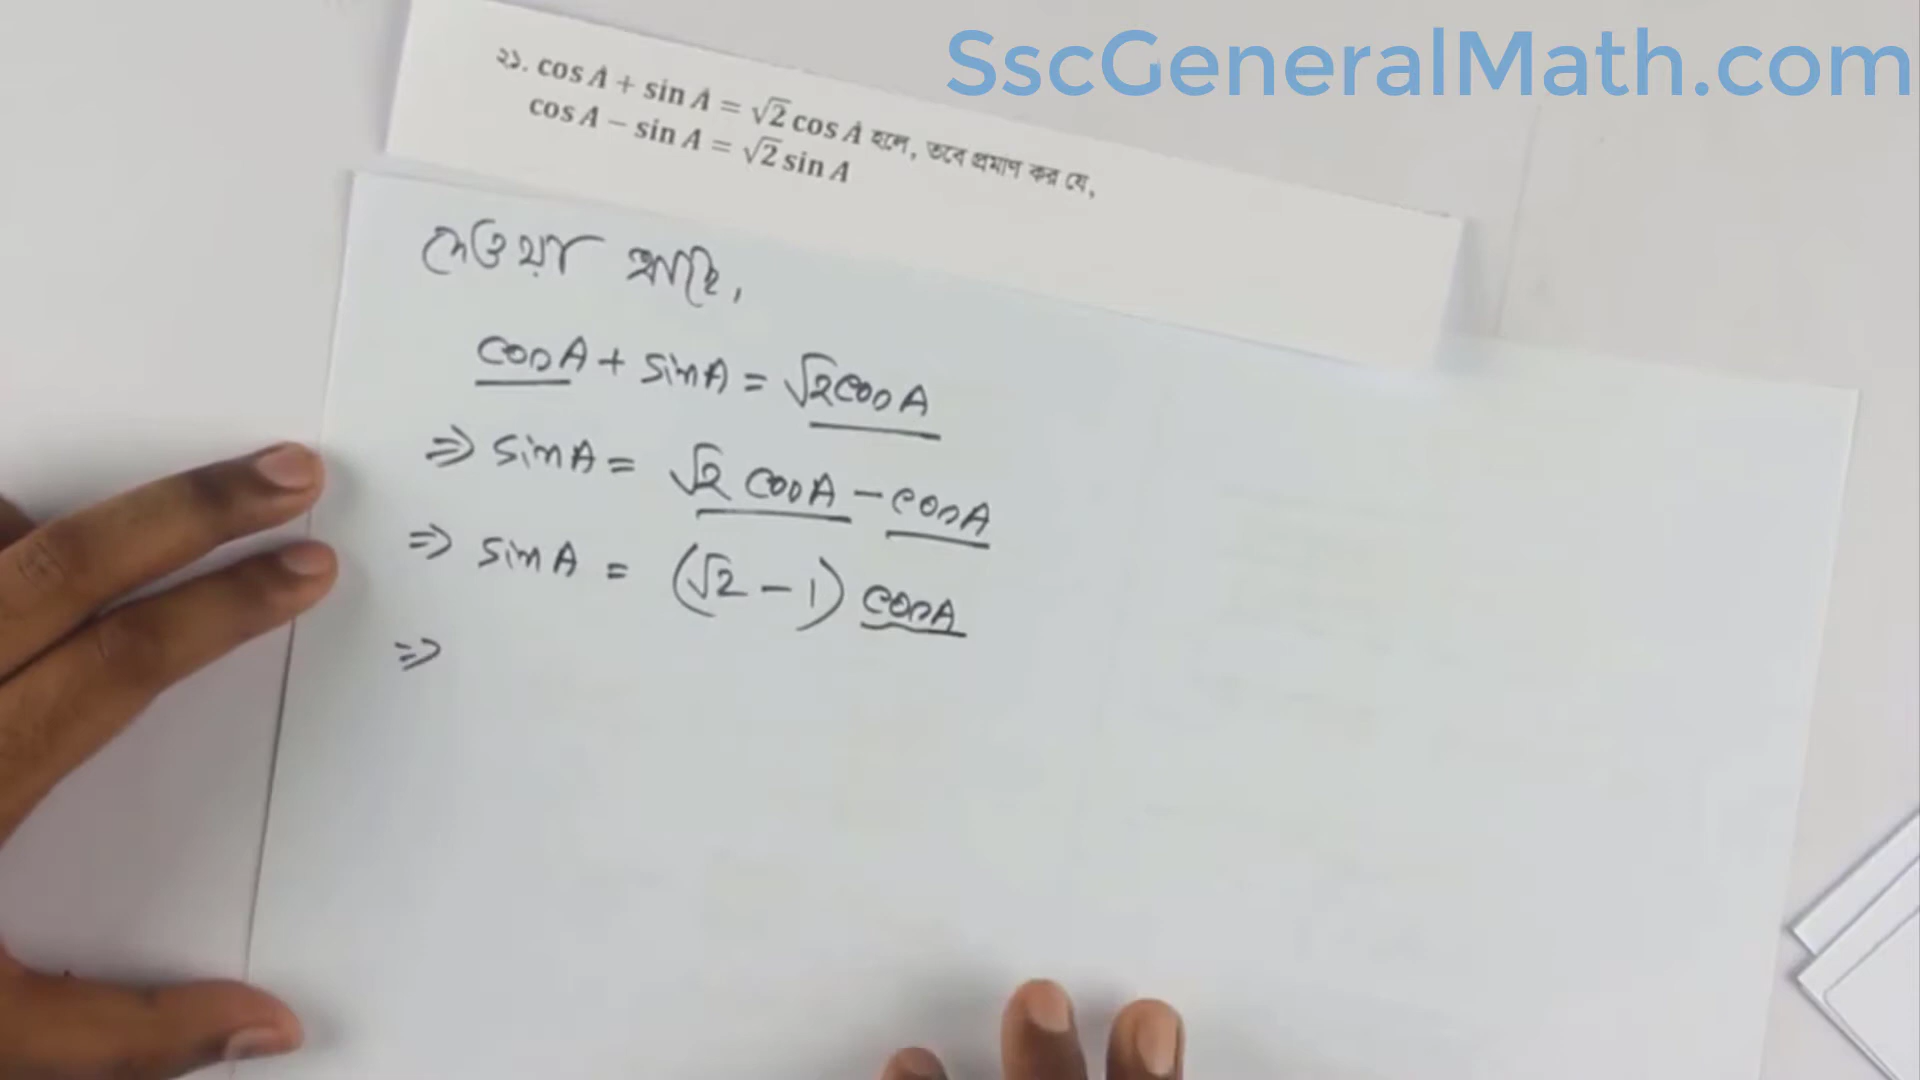 SscGeneralMath.com
২১. cos A + sin A = √2 cos A হলে, তবে প্রমাণ কর যে,
cos A − sin A = √2 sin A
দেওয়া আছে,
cosA + sinA = √2cosA
⇒ sinA = √2 cosA − cosA
⇒ sinA = (√2 − 1) cosA
⇒